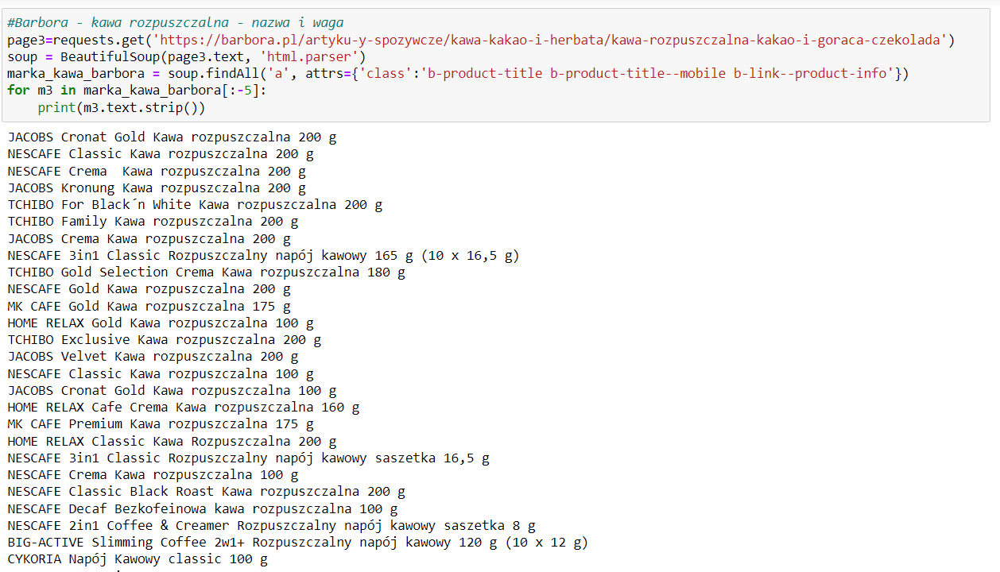 #Barbora - kawa rozpuszczalna - nazwa i waga
page3=requests.get('https://barbora.pl/artyku-y-spozywcze/kawa-kakao-i-herbata/kawa-rozpuszczalna-kakao-i-goraca-czekolada')
soup = BeautifulSoup(page3.text, 'html.parser')
marka_kawa_barbora = soup.findAll('a', attrs={'class':'b-product-title b-product-title--mobile b-link--product-info'})
for m3 in marka_kawa_barbora[:-5]:
    print(m3.text.strip())
JACOBS Cronat Gold Kawa rozpuszczalna 200 g
NESCAFE Classic Kawa rozpuszczalna 200 g
NESCAFE Crema  Kawa rozpuszczalna 200 g
JACOBS Kronung Kawa rozpuszczalna 200 g
TCHIBO For Black´n White Kawa rozpuszczalna 200 g
TCHIBO Family Kawa rozpuszczalna 200 g
JACOBS Crema Kawa rozpuszczalna 200 g
NESCAFE 3in1 Classic Rozpuszczalny napój kawowy 165 g (10 x 16,5 g)
TCHIBO Gold Selection Crema Kawa rozpuszczalna 180 g
NESCAFE Gold Kawa rozpuszczalna 200 g
MK CAFE Gold Kawa rozpuszczalna 175 g
HOME RELAX Gold Kawa rozpuszczalna 100 g
TCHIBO Exclusive Kawa rozpuszczalna 200 g
JACOBS Velvet Kawa rozpuszczalna 200 g
NESCAFE Classic Kawa rozpuszczalna 100 g
JACOBS Cronat Gold Kawa rozpuszczalna 100 g
HOME RELAX Cafe Crema Kawa rozpuszczalna 160 g
MK CAFE Premium Kawa rozpuszczalna 175 g
HOME RELAX Classic Kawa Rozpuszczalna 200 g
NESCAFE 3in1 Classic Rozpuszczalny napój kawowy saszetka 16,5 g
NESCAFE Crema Kawa rozpuszczalna 100 g
NESCAFE Classic Black Roast Kawa rozpuszczalna 200 g
NESCAFE Decaf Bezkofeinowa kawa rozpuszczalna 100 g
NESCAFE 2in1 Coffee & Creamer Rozpuszczalny napój kawowy saszetka 8 g
BIG-ACTIVE Slimming Coffee 2w1+ Rozpuszczalny napój kawowy 120 g (10 x 12 g)
CYKORIA Napój Kawowy classic 100 g